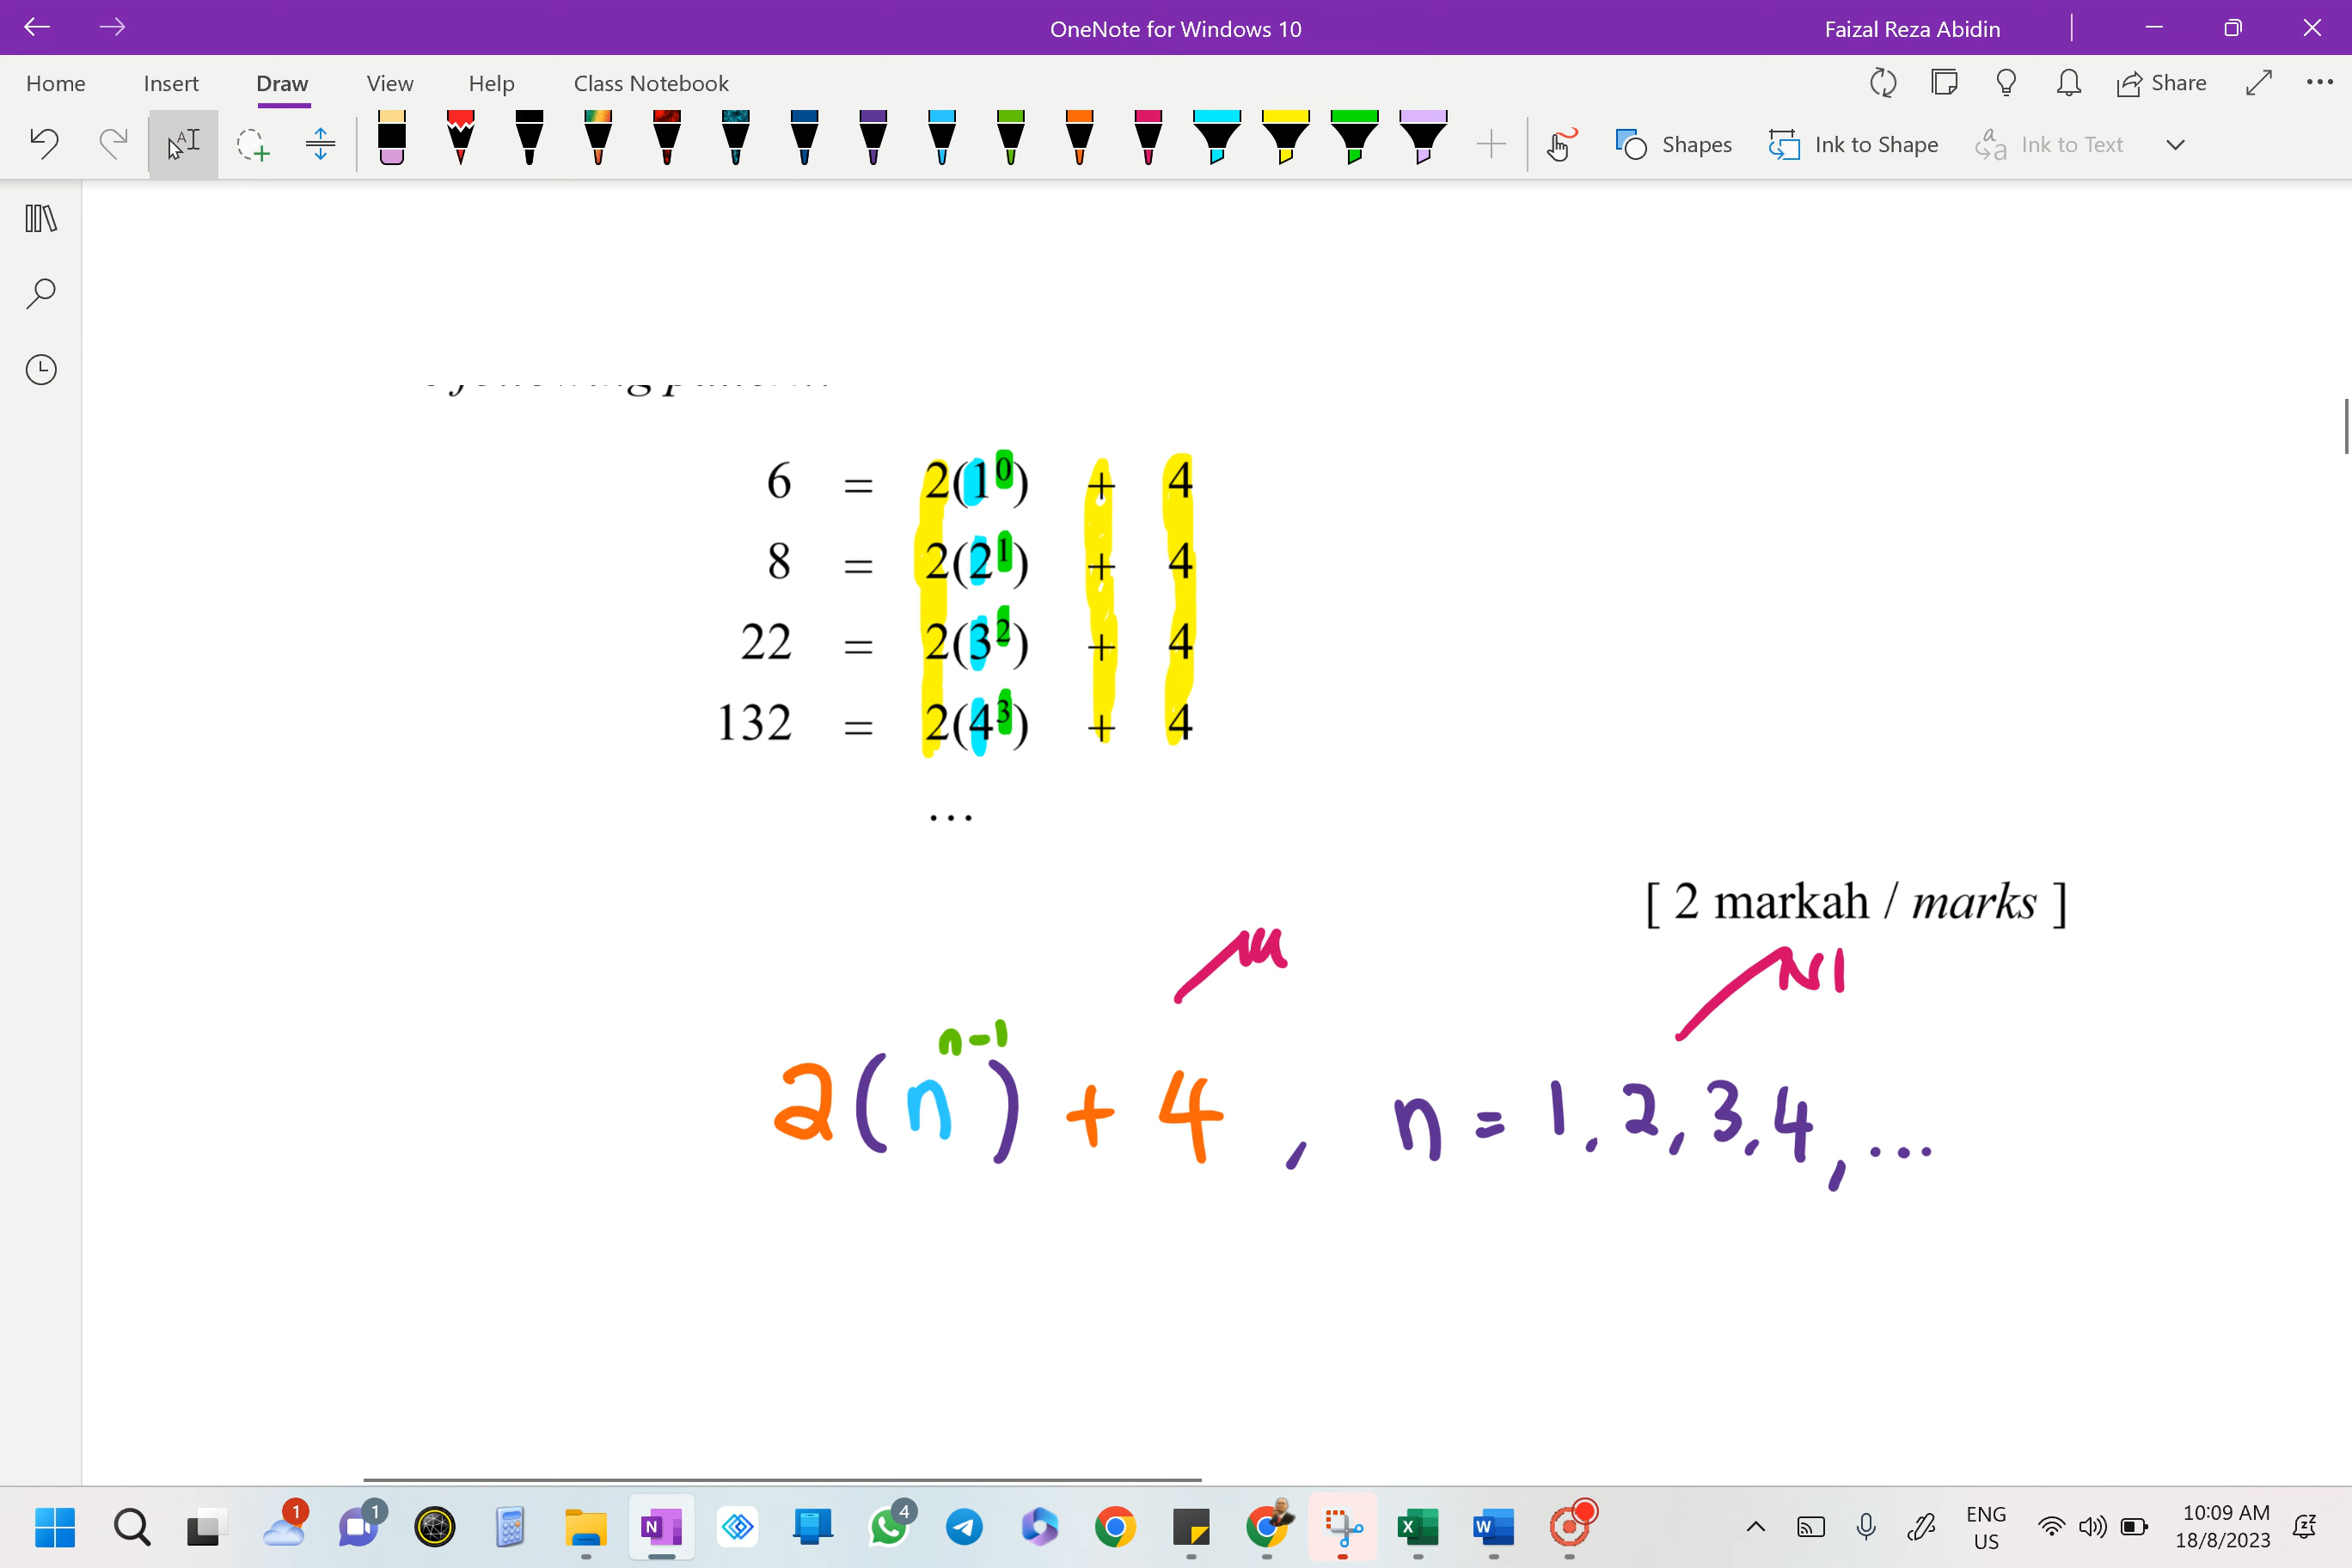 OneNote for Windows 10 Faizal Reza Abidin
Home Insert Draw View Help Class Notebook Share
Shapes Ink to Shape Ink to Text
6 = 2(1⁰) + 4
8 = 2(2¹) + 4
22 = 2(3²) + 4
132 = 2(4³) + 4
...
[ 2 markah / marks ]
N1
2(nⁿ⁻¹) + 4 , n = 1, 2, 3, 4, ...
1 1 4 ENG 10:09 AM
US 18/8/2023